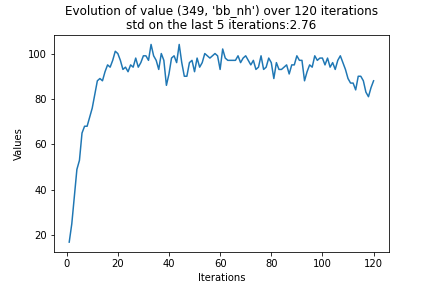 Evolution of value (349, 'bb_nh') over 120 iterations
std on the last 5 iterations:2.76
100
80
60
40
20
Values
0 20 40 60 80 100 120
Iterations